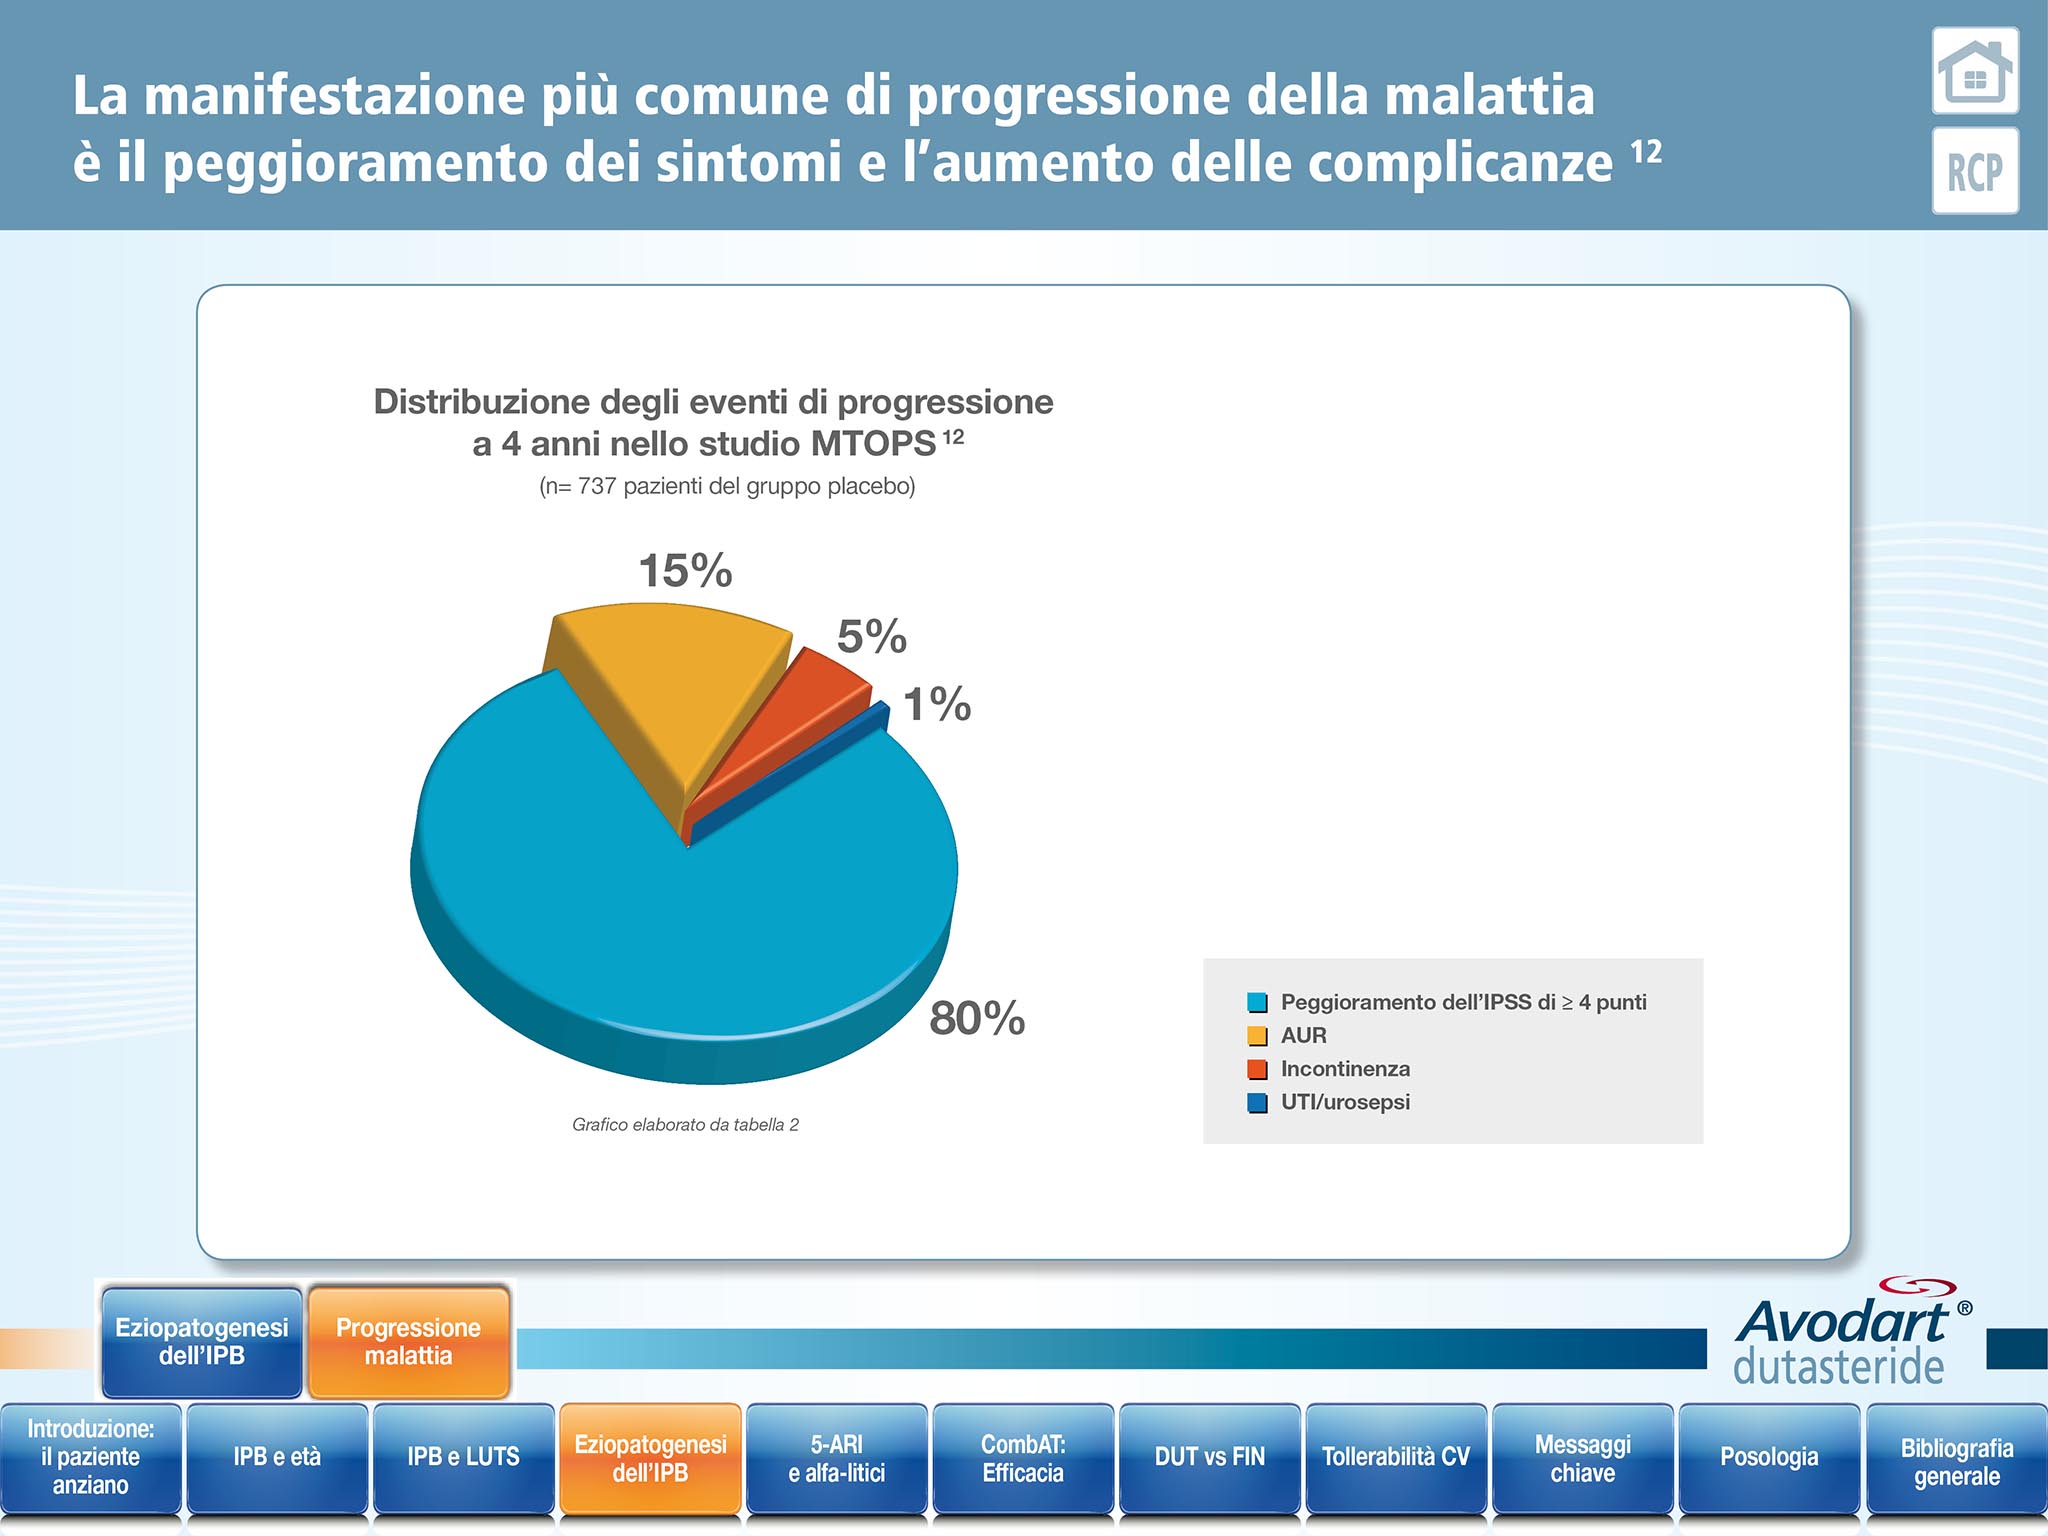 La manifestazione più comune di progressione della malattia
è il peggioramento dei sintomi e l’aumento delle complicanze 12
RCP
Distribuzione degli eventi di progressione
a 4 anni nello studio MTOPS 12
(n= 737 pazienti del gruppo placebo)
15%
5%
1%
80%
Peggioramento dell’IPSS di ≥ 4 punti
AUR
Incontinenza
UTI/urosepsi
Grafico elaborato da tabella 2
Eziopatogenesi
dell’IPB
Progressione
malattia
Avodart®
dutasteride
Introduzione:
il paziente
anziano
IPB e età
IPB e LUTS
Eziopatogenesi
dell’IPB
5-ARI
e alfa-litici
CombAT:
Efficacia
DUT vs FIN
Tollerabilità CV
Messaggi
chiave
Posologia
Bibliografia
generale